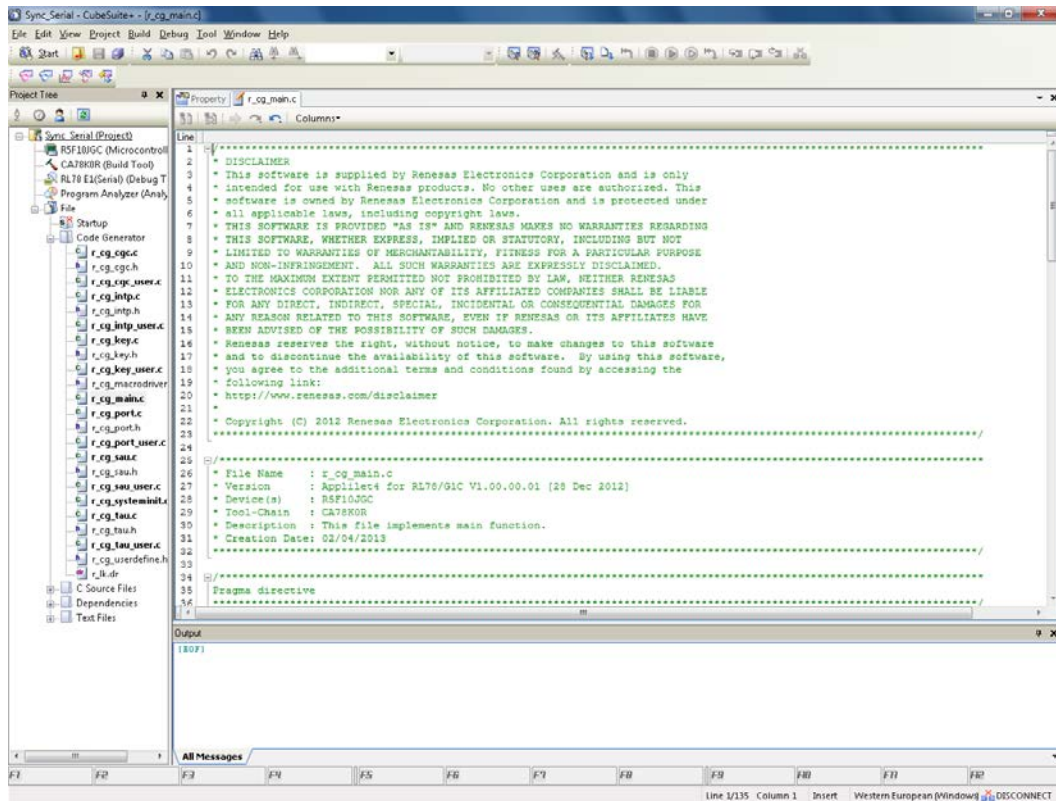 Sync_Serial - CubeSuite+ - [r_cg_main.c]
File Edit View Project Build Debug Tool Window Help
Start
Project Tree
Property r_cg_main.c
Columns
Sync_Serial (Project)
R5F10JGC (Microcontroll
CA78K0R (Build Tool)
RL78 E1(Serial) (Debug T
Program Analyzer (Analy
File
Startup
Code Generator
r_cg_cgc.c
r_cg_cgc.h
r_cg_cgc_user.c
r_cg_intp.c
r_cg_intp.h
r_cg_intp_user.c
r_cg_key.c
r_cg_key.h
r_cg_key_user.c
r_cg_macrodriver
r_cg_main.c
r_cg_port.c
r_cg_port.h
r_cg_port_user.c
r_cg_sau.c
r_cg_sau.h
r_cg_sau_user.c
r_cg_systeminit.c
r_cg_tau.c
r_cg_tau.h
r_cg_tau_user.c
r_cg_userdefine.h
r_lk.dr
C Source Files
Dependencies
Text Files
Line
1 /***********************************************************************************************************************
2 * DISCLAIMER
3 * This software is supplied by Renesas Electronics Corporation and is only
4 * intended for use with Renesas products. No other uses are authorized. This
5 * software is owned by Renesas Electronics Corporation and is protected under
6 * all applicable laws, including copyright laws.
7 * THIS SOFTWARE IS PROVIDED "AS IS" AND RENESAS MAKES NO WARRANTIES REGARDING
8 * THIS SOFTWARE, WHETHER EXPRESS, IMPLIED OR STATUTORY, INCLUDING BUT NOT
9 * LIMITED TO WARRANTIES OF MERCHANTABILITY, FITNESS FOR A PARTICULAR PURPOSE
10 * AND NON-INFRINGEMENT. ALL SUCH WARRANTIES ARE EXPRESSLY DISCLAIMED.
11 * TO THE MAXIMUM EXTENT PERMITTED NOT PROHIBITED BY LAW, NEITHER RENESAS
12 * ELECTRONICS CORPORATION NOR ANY OF ITS AFFILIATED COMPANIES SHALL BE LIABLE
13 * FOR ANY DIRECT, INDIRECT, SPECIAL, INCIDENTAL OR CONSEQUENTIAL DAMAGES FOR
14 * ANY REASON RELATED TO THIS SOFTWARE, EVEN IF RENESAS OR ITS AFFILIATES HAVE
15 * BEEN ADVISED OF THE POSSIBILITY OF SUCH DAMAGES.
16 * Renesas reserves the right, without notice, to make changes to this software
17 * and to discontinue the availability of this software. By using this software,
18 * you agree to the additional terms and conditions found by accessing the
19 * following link:
20 * http://www.renesas.com/disclaimer
21 *
22 * Copyright (C) 2012 Renesas Electronics Corporation. All rights reserved.
23 ***********************************************************************************************************************/
24
25 /***********************************************************************************************************************
26 * File Name : r_cg_main.c
27 * Version : Applilet4 for RL78/G1C V1.00.00.01 [28 Dec 2012]
28 * Device(s) : R5F10JGC
29 * Tool-Chain : CA78K0R
30 * Description : This file implements main function.
31 * Creation Date: 02/04/2013
32 ***********************************************************************************************************************/
33
34 /***********************************************************************************************************************
35 Pragma directive
36 ***********************************************************************************************************************/
Output
[EOF]
All Messages
F1 F2 F3 F4 F5 F6 F7 F8 F9 F10 F11 F12
Line 1/135 Column 1 Insert Western European (Windows) DISCONNECT